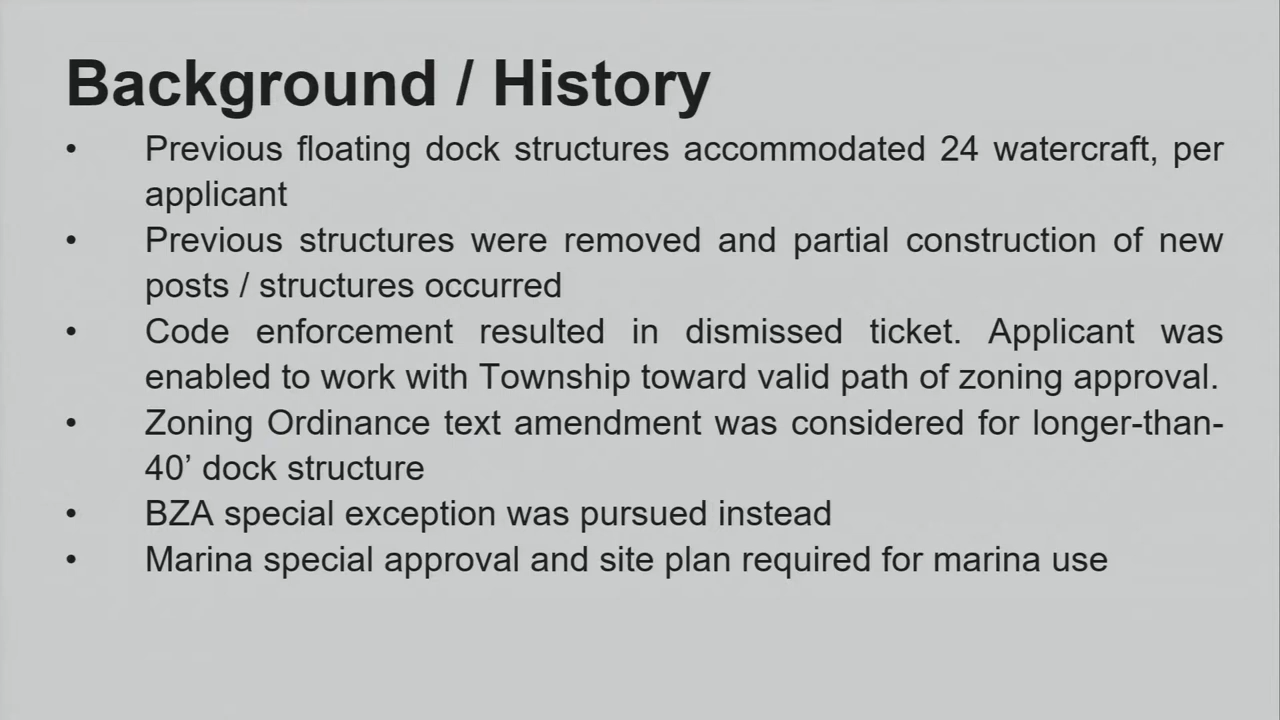 Background / History
• Previous floating dock structures accommodated 24 watercraft, per
applicant
• Previous structures were removed and partial construction of new
posts / structures occurred
• Code enforcement resulted in dismissed ticket. Applicant was
enabled to work with Township toward valid path of zoning approval.
• Zoning Ordinance text amendment was considered for longer-than-
40’ dock structure
• BZA special exception was pursued instead
• Marina special approval and site plan required for marina use